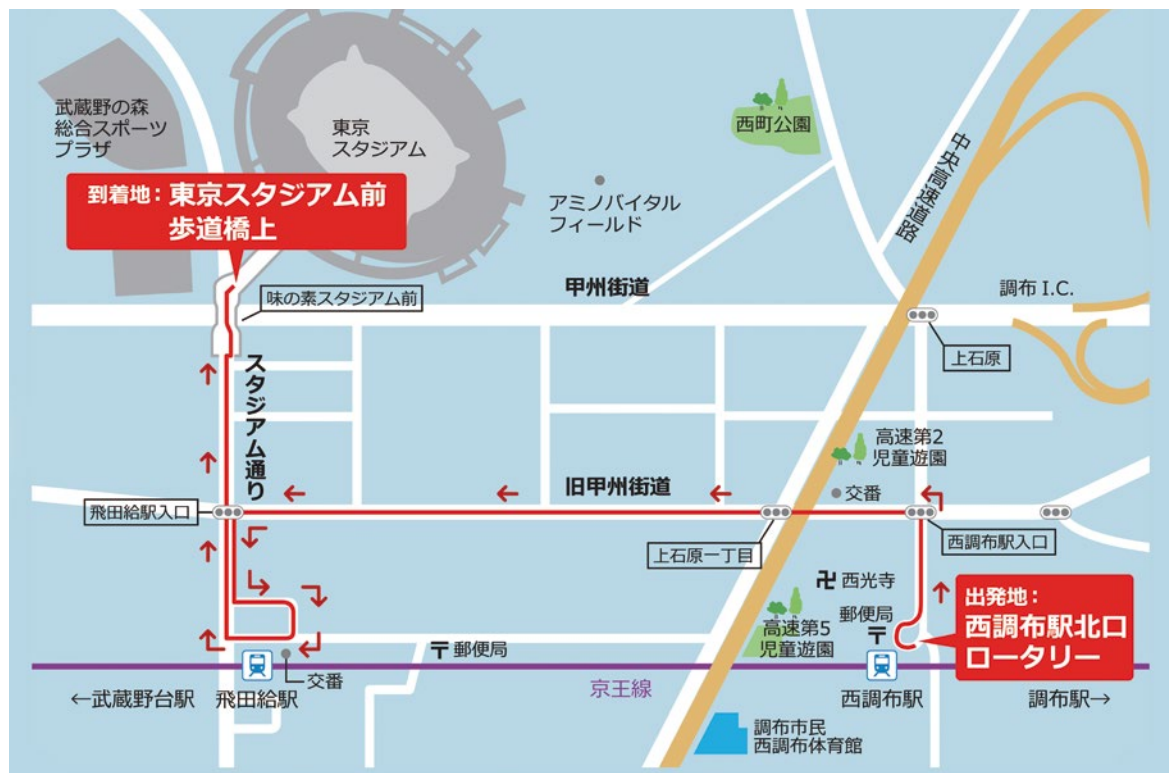 武蔵野の森
総合スポーツ
プラザ
東京
スタジアム
西町公園
中央高速道路
アミノバイタル
フィールド
到着地：東京スタジアム前
歩道橋上
味の素スタジアム前
甲州街道
調布 I.C.
上石原
スタジアム通り
高速第2
児童遊園
旧甲州街道
交番
飛田給駅入口
上石原一丁目
西調布駅入口
卍 西光寺
出発地：
西調布駅北口
ロータリー
郵便局
〒
高速第5
児童遊園
〒郵便局
交番
←武蔵野台駅
飛田給駅
京王線
西調布駅
調布駅→
調布市民
西調布体育館